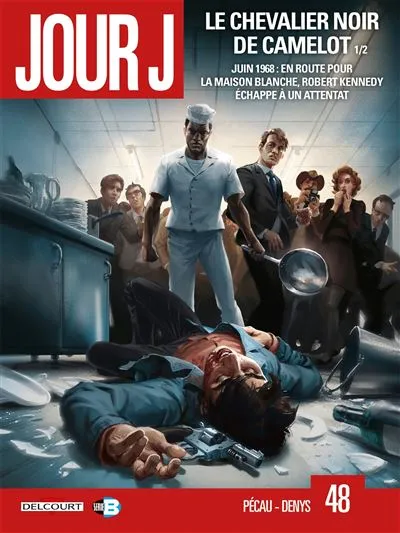 JOUR J
LE CHEVALIER NOIR
DE CAMELOT 1/2
JUIN 1968 : EN ROUTE POUR
LA MAISON BLANCHE, ROBERT KENNEDY
ÉCHAPPE À UN ATTENTAT
DELCOURT
SÉRIE B
PÉCAU - DENYS
48